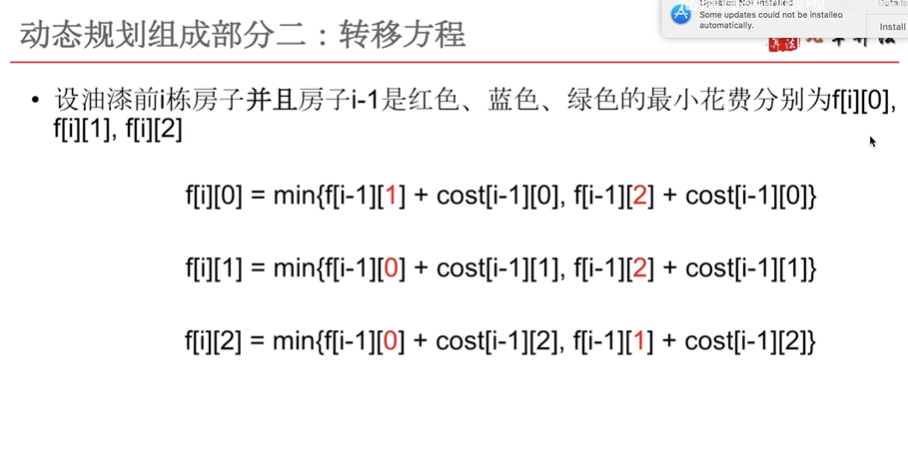 动态规划组成部分二：转移方程
Some updates could not be installed
automatically.
Install
• 设油漆前i栋房子并且房子i-1是红色、蓝色、绿色的最小花费分别为f[i][0],
f[i][1], f[i][2]
f[i][0] = min{f[i-1][1] + cost[i-1][0], f[i-1][2] + cost[i-1][0]}
f[i][1] = min{f[i-1][0] + cost[i-1][1], f[i-1][2] + cost[i-1][1]}
f[i][2] = min{f[i-1][0] + cost[i-1][2], f[i-1][1] + cost[i-1][2]}